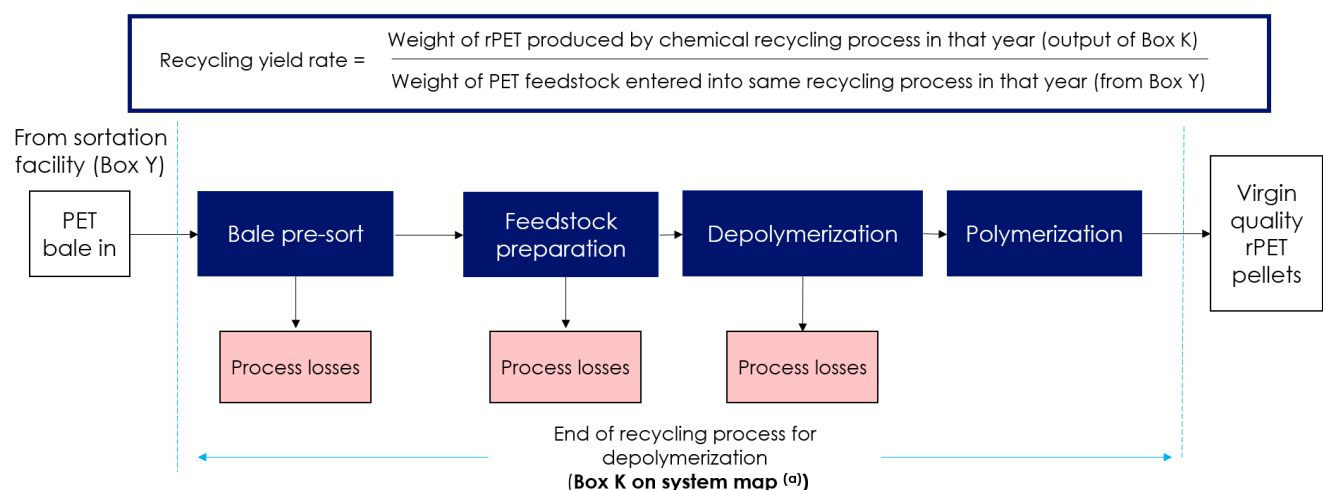 Weight of rPET produced by chemical recycling process in that year (output of Box K)
Recycling yield rate =
Weight of PET feedstock entered into same recycling process in that year (from Box Y)
From sortation
facility (Box Y)
PET
bale in
Bale pre-sort
Feedstock
preparation
Depolymerization
Polymerization
Virgin
quality
rPET
pellets
Process losses
Process losses
Process losses
End of recycling process for
depolymerization
(Box K on system map (a))